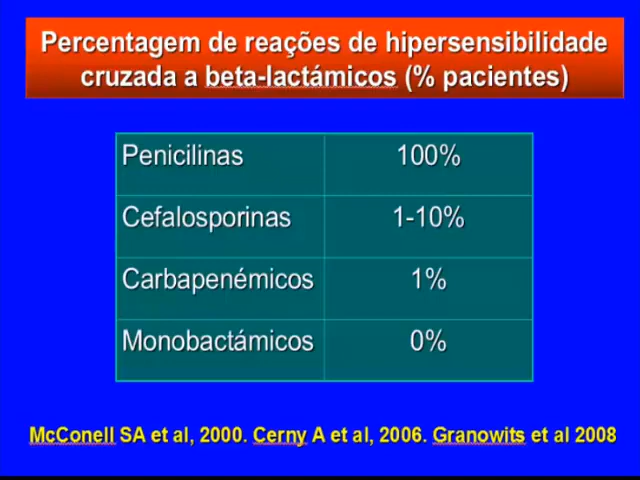 Percentagem de reações de hipersensibilidade
cruzada a beta-lactámicos (% pacientes)
Penicilinas 100%
Cefalosporinas 1-10%
Carbapenémicos 1%
Monobactámicos 0%
McConell SA et al, 2000. Cerny A et al, 2006. Granowits et al 2008